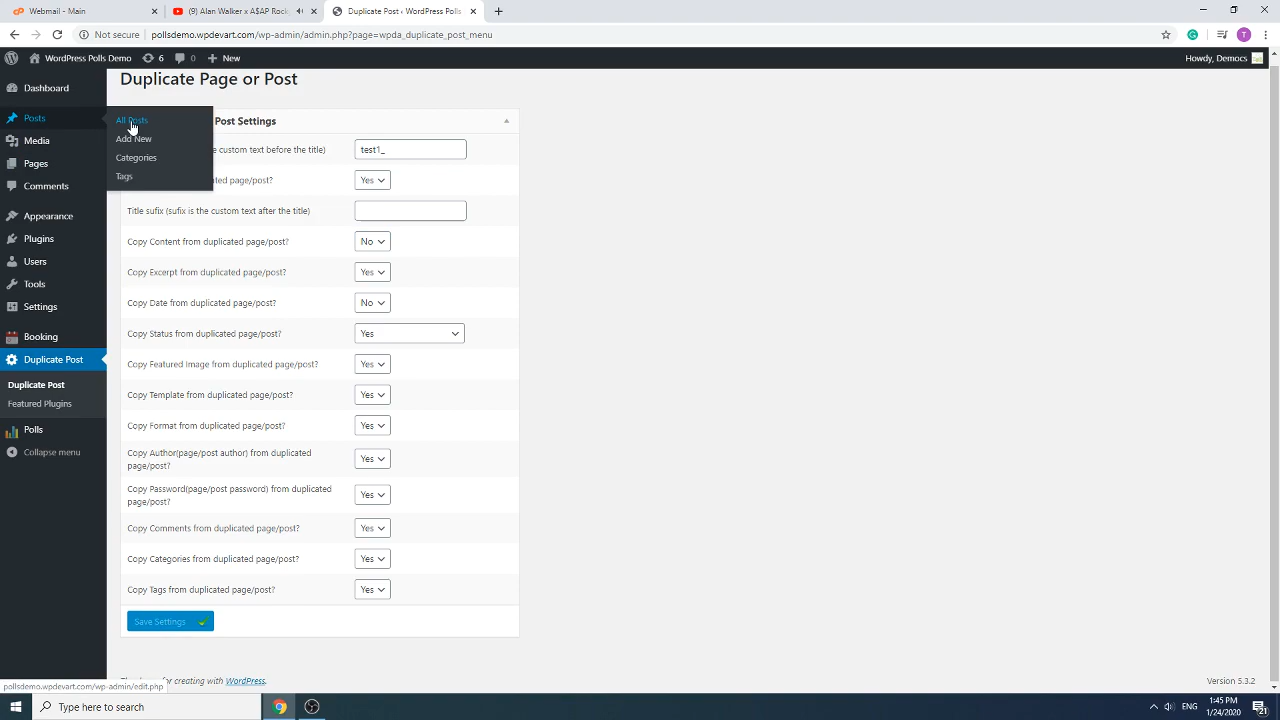 Webmail - Main
(9) Alan Walker x A$AP Rock
Duplicate Post ‹ WordPress Polls
Not secure
pollsdemo.wpdevart.com/wp-admin/admin.php?page=wpda_duplicate_post_menu
T
WordPress Polls Demo
6
0
New
Howdy, Democs
Dashboard
Duplicate Page or Post
Posts
All Posts
Post Settings
Media
Add New
custom text before the title)
test1_
Pages
Categories
Comments
Tags
ted page/post?
Yes
Appearance
Title sufix (sufix is the custom text after the title)
Plugins
Copy Content from duplicated page/post?
No
Users
Copy Excerpt from duplicated page/post?
Yes
Tools
Settings
Copy Date from duplicated page/post?
No
Booking
Copy Status from duplicated page/post?
Yes
Duplicate Post
Copy Featured Image from duplicated page/post?
Yes
Duplicate Post
Copy Template from duplicated page/post?
Yes
Featured Plugins
Polls
Copy Format from duplicated page/post?
Yes
Collapse menu
Copy Author(page/post author) from duplicated
page/post?
Yes
Copy Password(page/post password) from duplicated
page/post?
Yes
Copy Comments from duplicated page/post?
Yes
Copy Categories from duplicated page/post?
Yes
Copy Tags from duplicated page/post?
Yes
Save Settings
for creating with WordPress.
Version 5.3.2
pollsdemo.wpdevart.com/wp-admin/edit.php
Type here to search
ENG
1:45 PM
1/24/2020
21